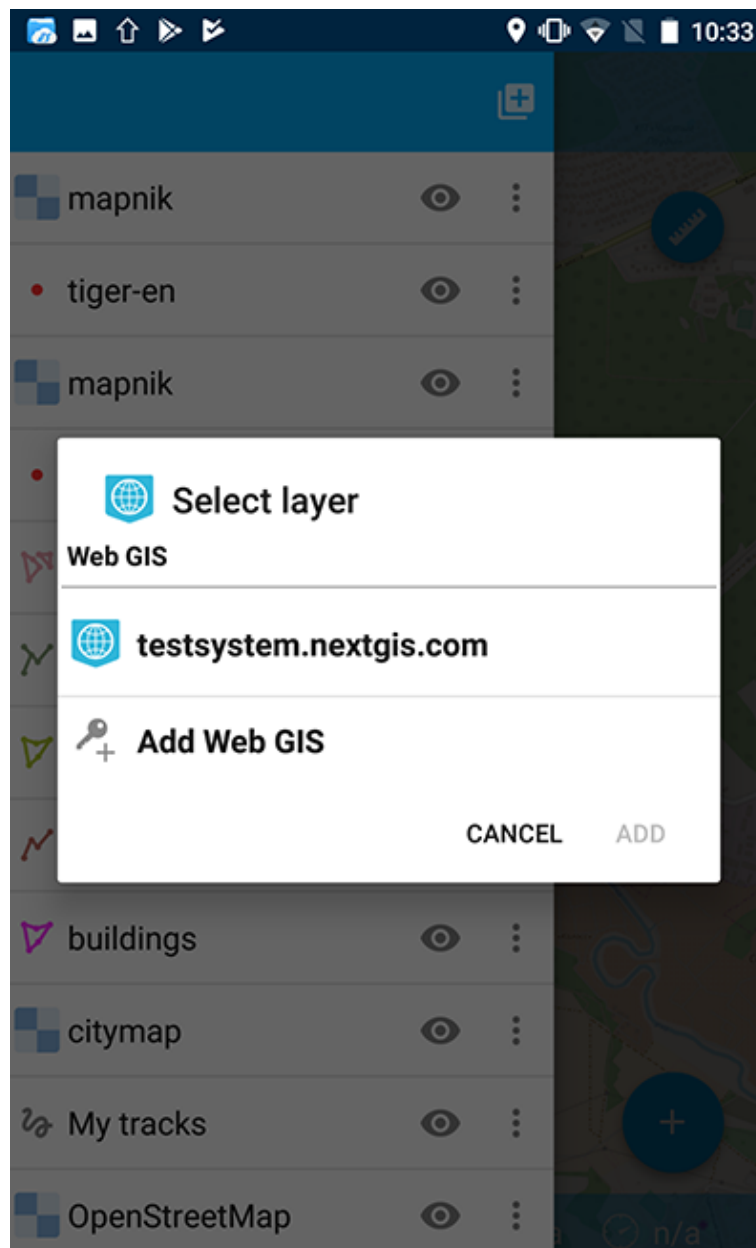 10:33
mapnik
tiger-en
mapnik
Select layer
Web GIS
testsystem.nextgis.com
Add Web GIS
CANCEL ADD
buildings
citymap
My tracks
OpenStreetMap
n/a